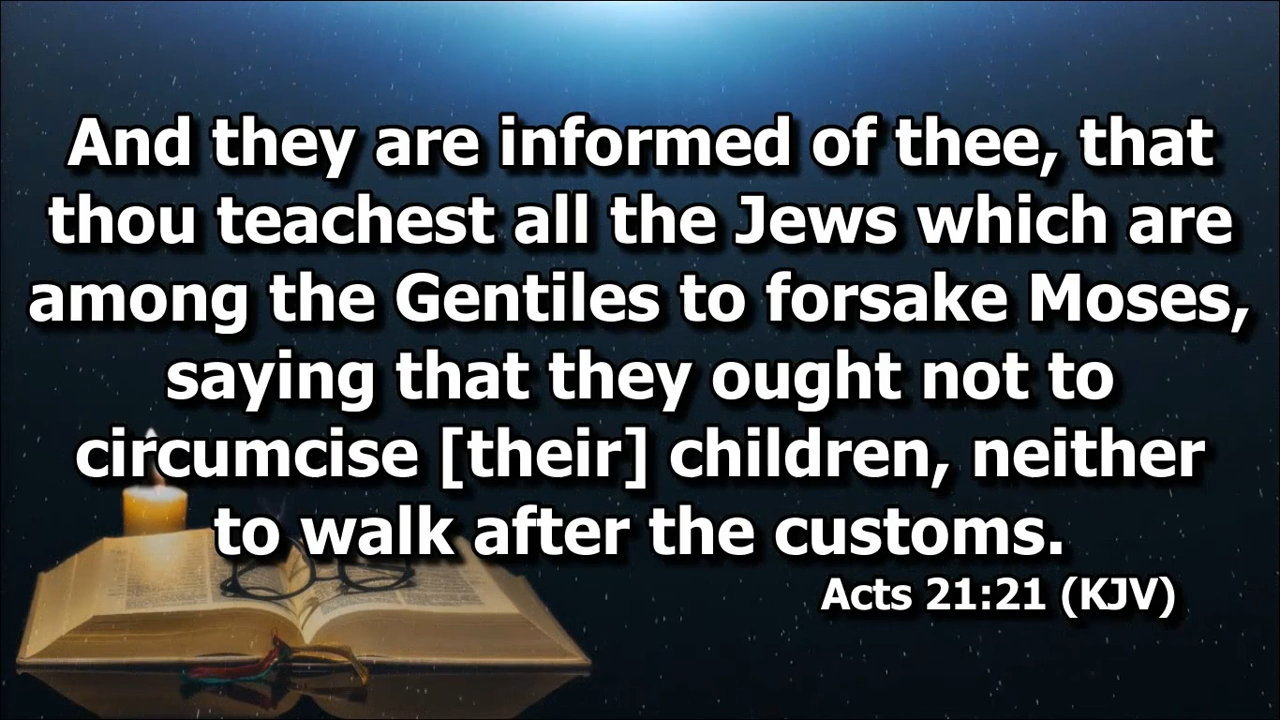 And they are informed of thee, that
thou teachest all the Jews which are
among the Gentiles to forsake Moses,
saying that they ought not to
circumcise [their] children, neither
to walk after the customs.
Acts 21:21 (KJV)